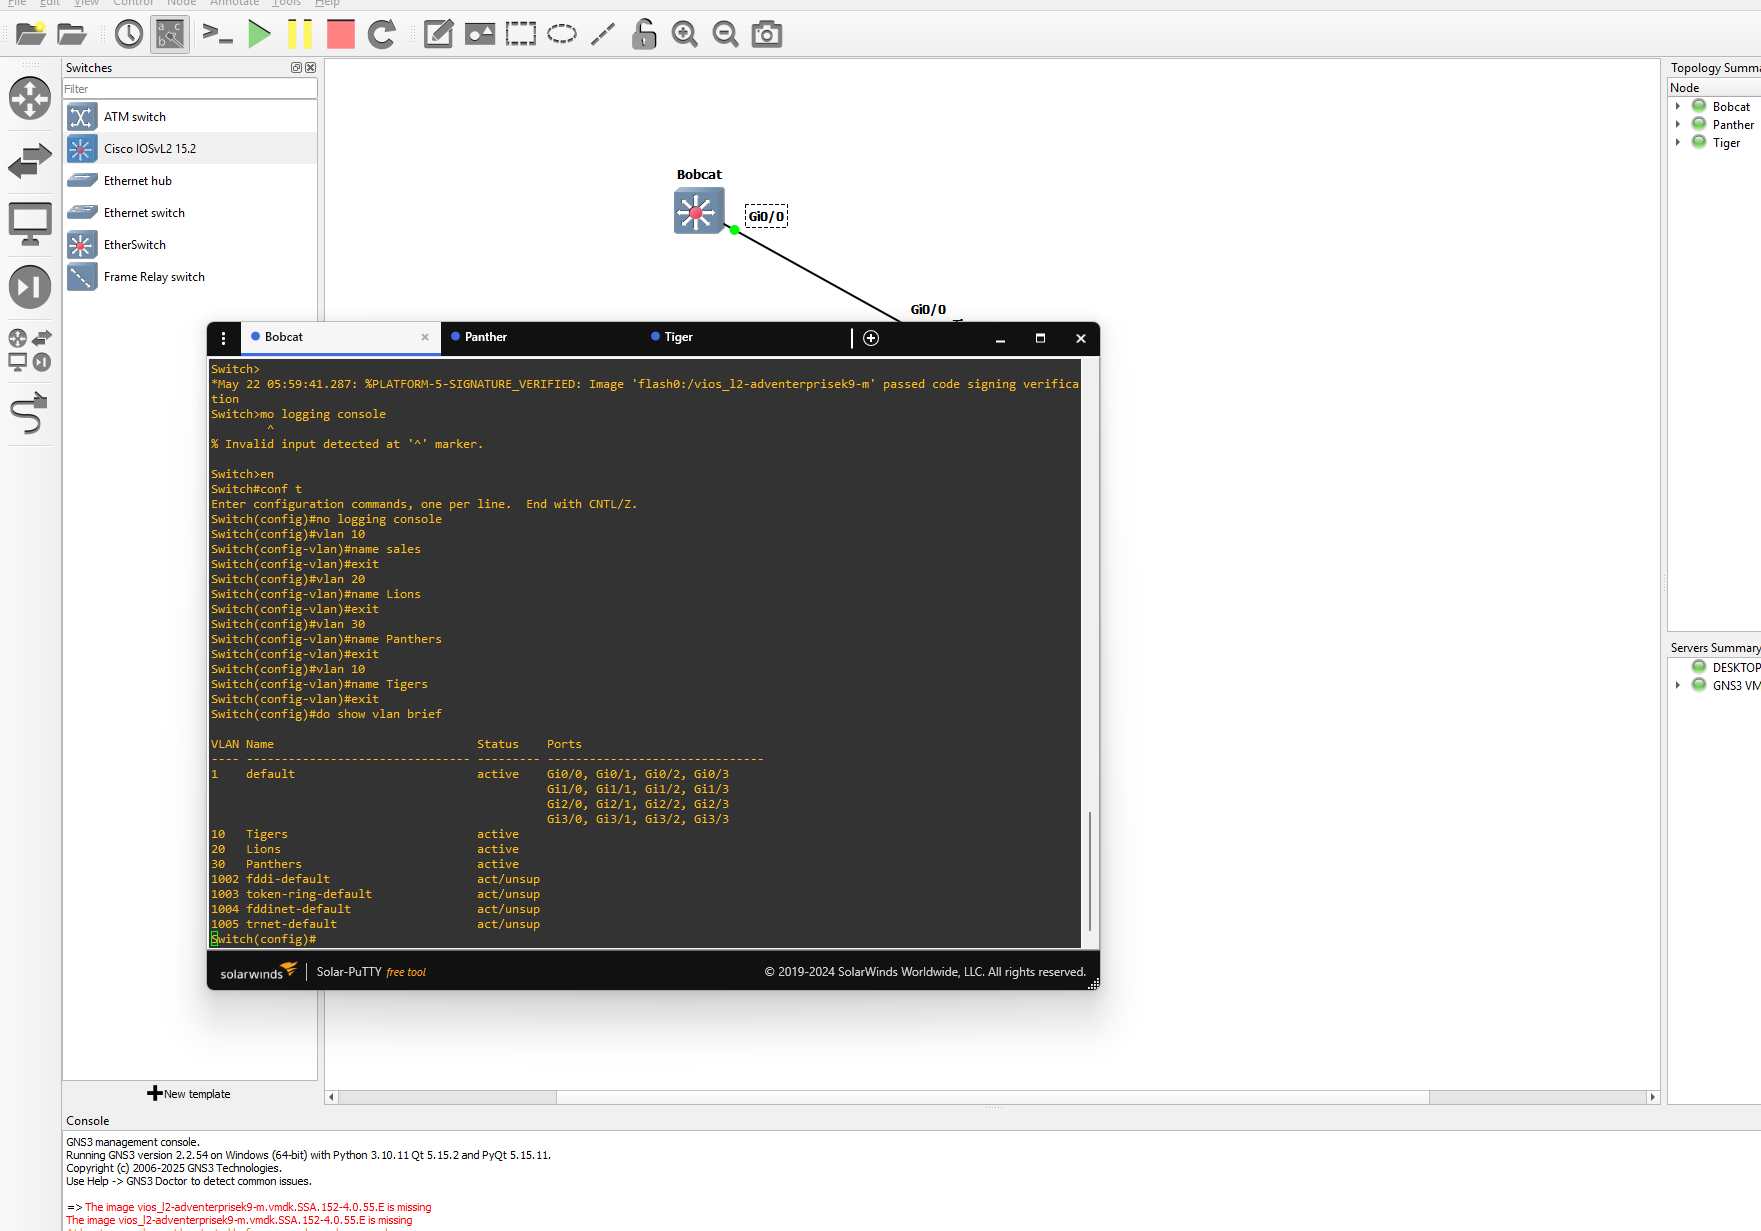 File Edit View Control Node Annotate Tools Help
Switches
Filter
ATM switch
Cisco IOSvL2 15.2
Ethernet hub
Ethernet switch
EtherSwitch
Frame Relay switch
New template
Bobcat
Gi0/0
Gi0/0
Topology Summa
Node
Bobcat
Panther
Tiger
Servers Summary
DESKTOP
GNS3 VM
Bobcat
Panther
Tiger
Switch>
*May 22 05:59:41.287: %PLATFORM-5-SIGNATURE_VERIFIED: Image 'flash0:/vios_l2-adventerprisek9-m' passed code signing verifica
tion
Switch>mo logging console
^
% Invalid input detected at '^' marker.
Switch>en
Switch#conf t
Enter configuration commands, one per line.  End with CNTL/Z.
Switch(config)#no logging console
Switch(config)#vlan 10
Switch(config-vlan)#name sales
Switch(config-vlan)#exit
Switch(config)#vlan 20
Switch(config-vlan)#name Lions
Switch(config-vlan)#exit
Switch(config)#vlan 30
Switch(config-vlan)#name Panthers
Switch(config-vlan)#exit
Switch(config)#vlan 10
Switch(config-vlan)#name Tigers
Switch(config-vlan)#exit
Switch(config)#do show vlan brief
VLAN Name                             Status    Ports
---- -------------------------------- --------- -------------------------------
1    default                          active    Gi0/0, Gi0/1, Gi0/2, Gi0/3
Gi1/0, Gi1/1, Gi1/2, Gi1/3
Gi2/0, Gi2/1, Gi2/2, Gi2/3
Gi3/0, Gi3/1, Gi3/2, Gi3/3
10   Tigers                           active
20   Lions                            active
30   Panthers                         active
1002 fddi-default                     act/unsup
1003 token-ring-default               act/unsup
1004 fddinet-default                  act/unsup
1005 trnet-default                    act/unsup
Switch(config)#
solarwinds
Solar-PuTTY free tool
© 2019-2024 SolarWinds Worldwide, LLC. All rights reserved.
Console
GNS3 management console.
Running GNS3 version 2.2.54 on Windows (64-bit) with Python 3.10.11 Qt 5.15.2 and PyQt 5.15.11.
Copyright (c) 2006-2025 GNS3 Technologies.
Use Help -> GNS3 Doctor to detect common issues.
=> The image vios_l2-adventerprisek9-m.vmdk.SSA.152-4.0.55.E is missing
The image vios_l2-adventerprisek9-m.vmdk.SSA.152-4.0.55.E is missing